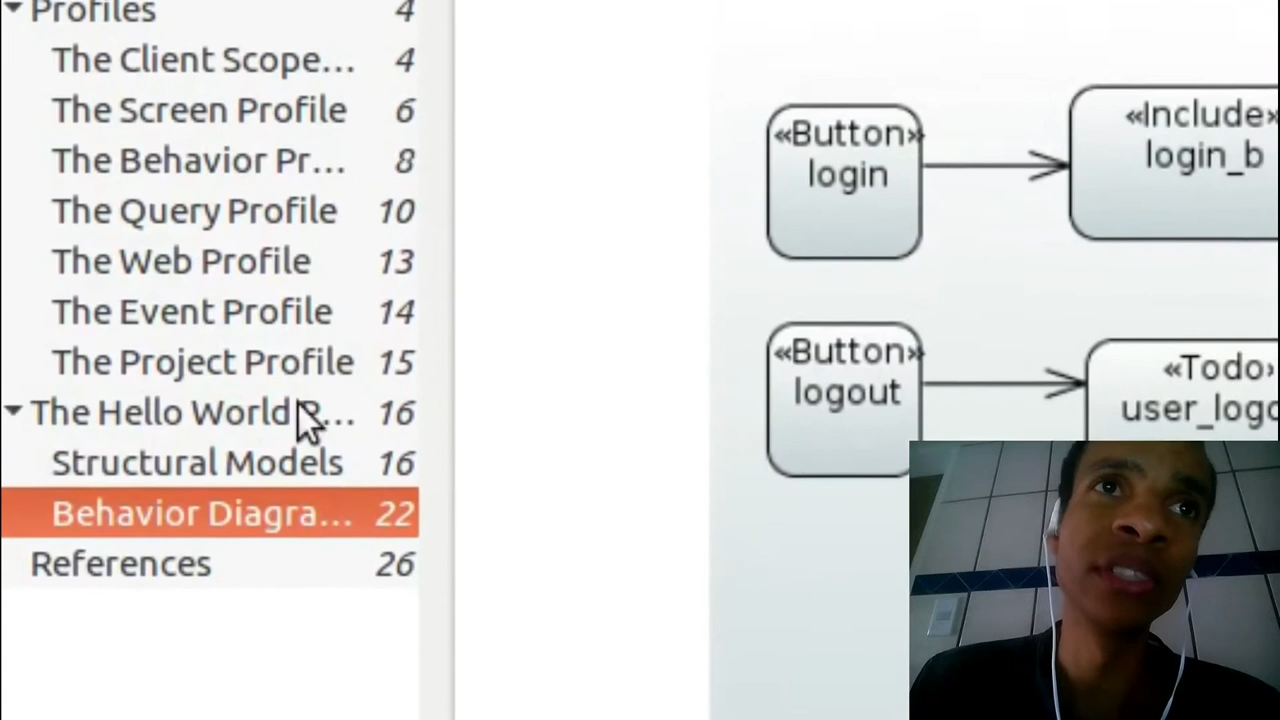 Profiles 4
The Client Scope... 4
The Screen Profile 6
The Behavior Pr... 8
The Query Profile 10
The Web Profile 13
The Event Profile 14
The Project Profile 15
The Hello World ... 16
Structural Models 16
Behavior Diagra... 22
References 26
«Button»
login
«Include»
login_b
«Button»
logout
«Todo›
user_logo